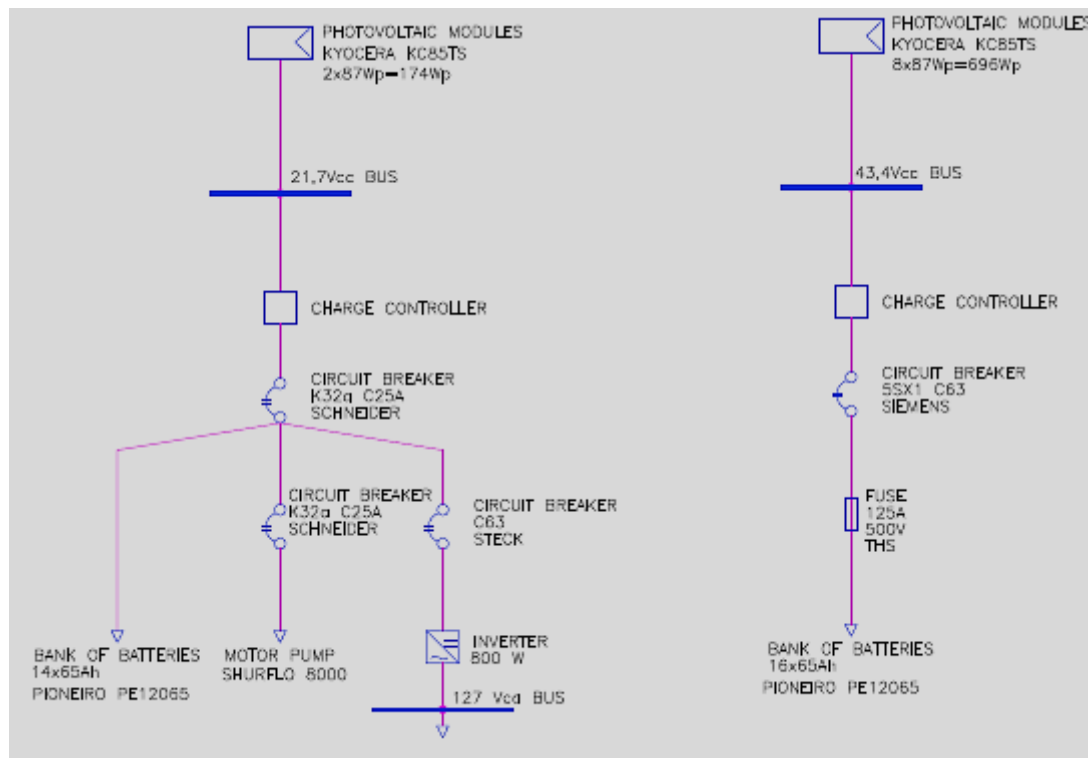 PHOTOVOLTAIC MODULES
KYOCERA KC85TS
2x87Wp=174Wp
21,7Vcc BUS
CHARGE CONTROLLER
CIRCUIT BREAKER
K32a C25A
SCHNEIDER
CIRCUIT BREAKER
K32a C25A
SCHNEIDER
CIRCUIT BREAKER
C63
STECK
BANK OF BATTERIES
14x65Ah
PIONEIRO PE12065
MOTOR PUMP
SHURFLO 8000
INVERTER
800 W
127 Vca BUS
PHOTOVOLTAIC MODULES
KYOCERA KC85TS
8x87Wp=696Wp
43,4Vcc BUS
CHARGE CONTROLLER
CIRCUIT BREAKER
5SX1 C63
SIEMENS
FUSE
125A
500V
THS
BANK OF BATTERIES
16x65Ah
PIONEIRO PE12065